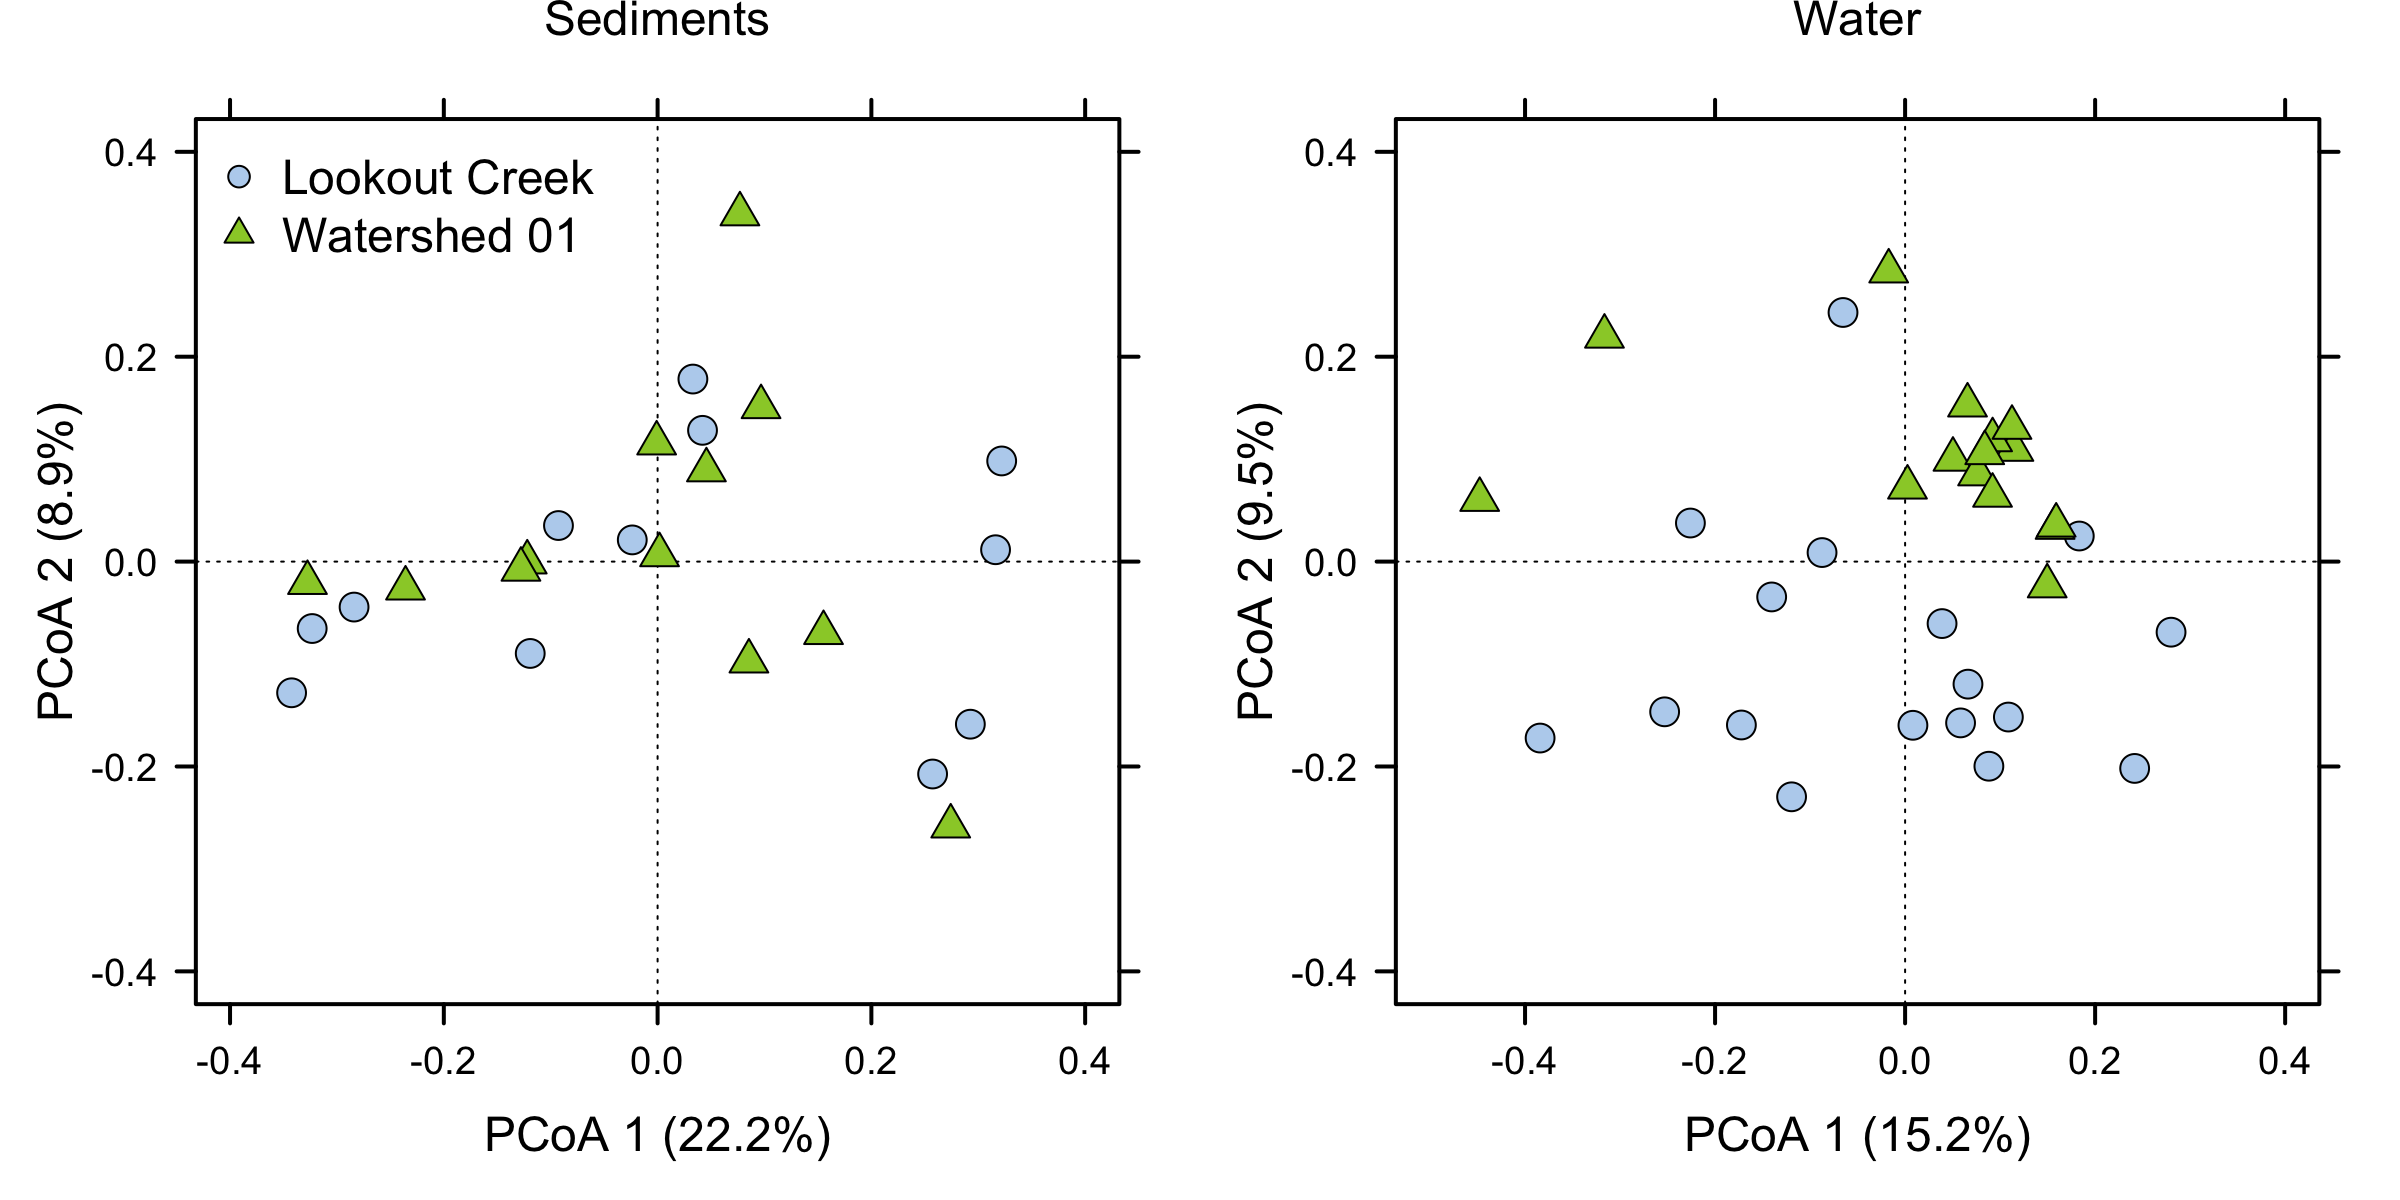 Sediments
Lookout Creek
Watershed 01
0.4
0.2
0.0
-0.2
-0.4
PCoA 2 (8.9%)
-0.4 -0.2 0.0 0.2 0.4
PCoA 1 (22.2%)
Water
0.4
0.2
0.0
-0.2
-0.4
PCoA 2 (9.5%)
-0.4 -0.2 0.0 0.2 0.4
PCoA 1 (15.2%)